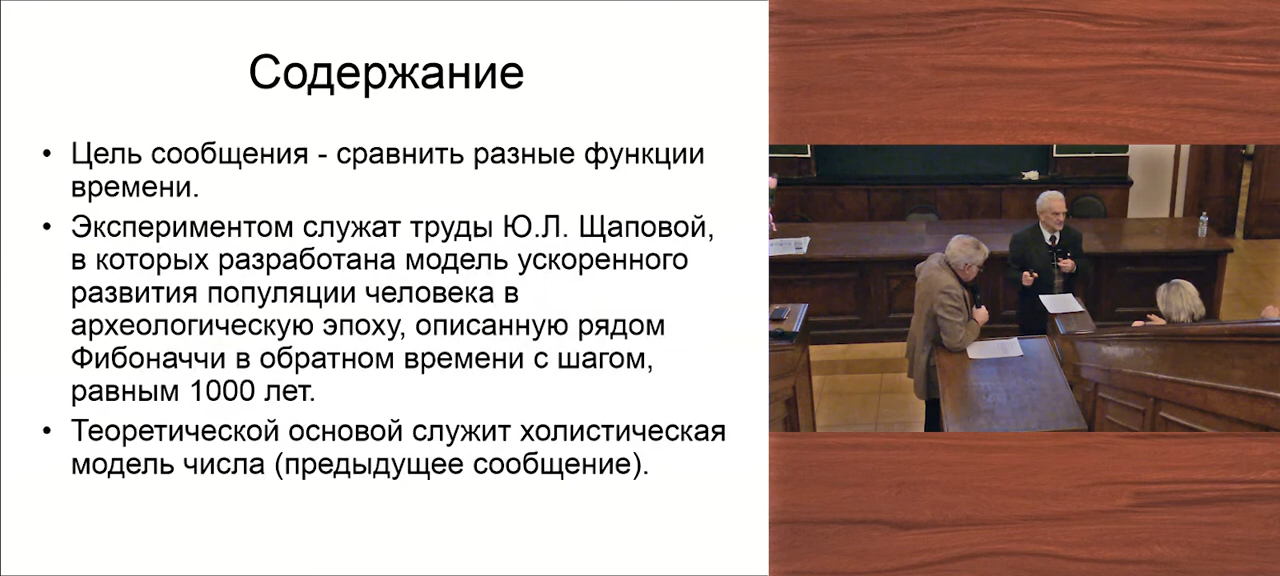 Содержание
• Цель сообщения - сравнить разные функции
времени.
• Экспериментом служат труды Ю.Л. Щаповой,
в которых разработана модель ускоренного
развития популяции человека в
археологическую эпоху, описанную рядом
Фибоначчи в обратном времени с шагом,
равным 1000 лет.
• Теоретической основой служит холистическая
модель числа (предыдущее сообщение).